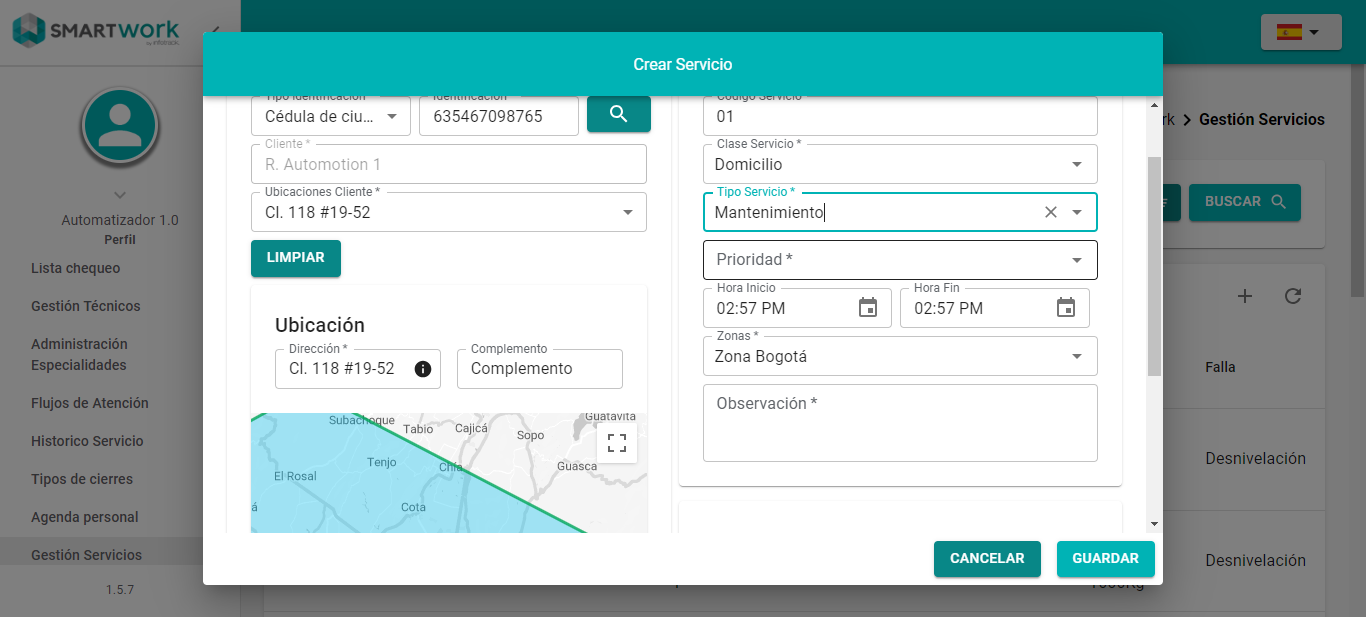 SMARTWORK
by infotrack
Crear Servicio
Gestión Servicios
BUSCAR
Automatizador 1.0
Perfil
Lista chequeo
Gestión Técnicos
Administración
Especialidades
Flujos de Atención
Historico Servicio
Tipos de cierres
Agenda personal
Gestión Servicios
1.5.7
Tipo Identificación
Cédula de ciu...
Identificación
635467098765
Cliente *
R. Automotion 1
Ubicaciones Cliente *
Cl. 118 #19-52
LIMPIAR
Ubicación
Dirección *
Cl. 118 #19-52
Complemento
Complemento
Subachoque
Tabio
Cajicá
Sopo
Guatavita
El Rosal
Tenjo
Chía
Guasca
Cota
Código Servicio
01
Clase Servicio *
Domicilio
Tipo Servicio *
Mantenimiento
Prioridad *
Hora Inicio
02:57 PM
Hora Fin
02:57 PM
Zonas *
Zona Bogotá
Observación *
CANCELAR
GUARDAR
Falla
Desnivelación
Desnivelación